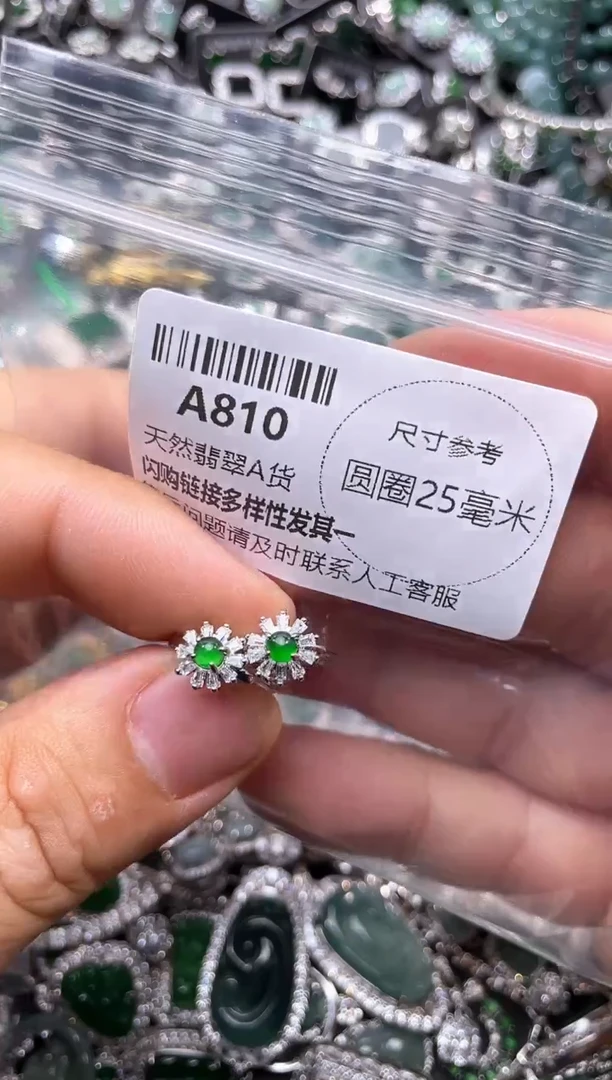 A810
天然翡翠A货
闪购链接多样性发其一
问题请及时联系人工客服
尺寸参考
圆圈25毫米